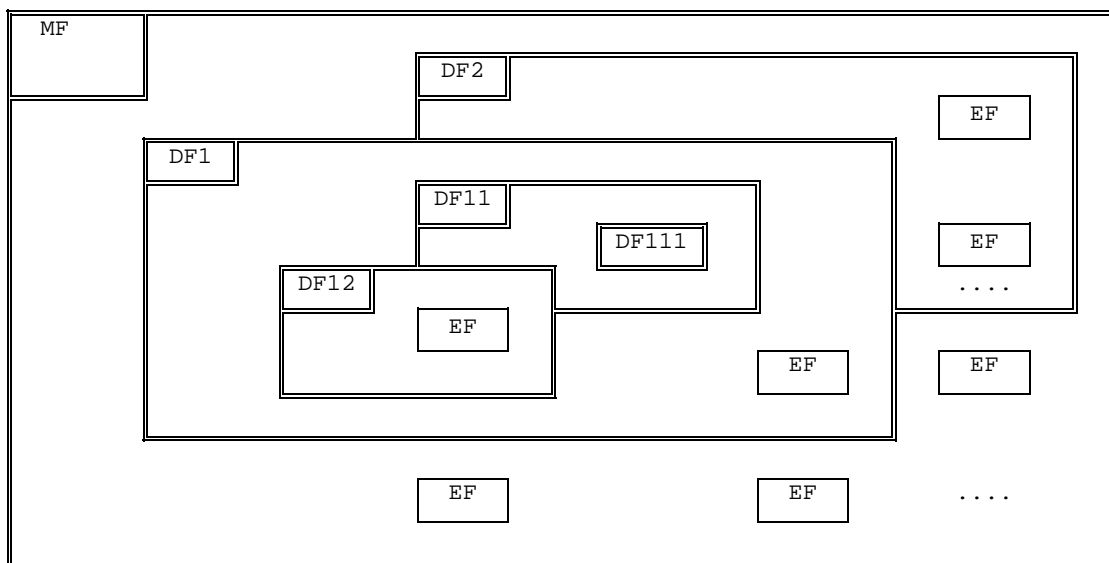 MF
DF2
EF
DF1
DF11
DF111
EF
DF12
....
EF
EF
EF
EF
EF
....